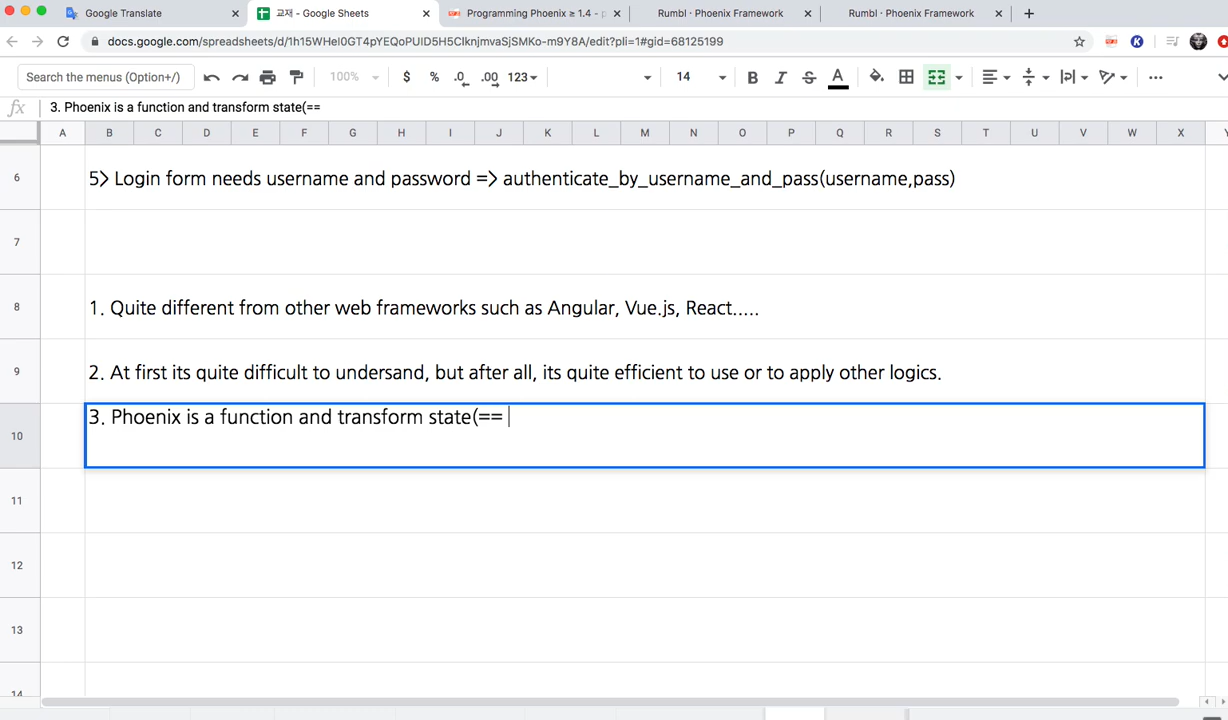 Google Translate
교재 - Google Sheets
Programming Phoenix ≥ 1.4 - p
Rumbl · Phoenix Framework
Rumbl · Phoenix Framework
docs.google.com/spreadsheets/d/1h15WHeI0GT4pYEQoPUID5H5CIknjmvaSjSMKo-m9Y8A/edit?pli=1#gid=68125199
Search the menus (Option+/)
100%
$ % .0 .00 123
14
B I S A
fx 3. Phoenix is a function and transform state(==
A B C D E F G H I J K L M N O P Q R S T U V W X Y
6 5> Login form needs username and password => authenticate_by_username_and_pass(username,pass)
7
8 1. Quite different from other web frameworks such as Angular, Vue.js, React.....
9 2. At first its quite difficult to undersand, but after all, its quite efficient to use or to apply other logics.
10 3. Phoenix is a function and transform state(==
11
12
13
14